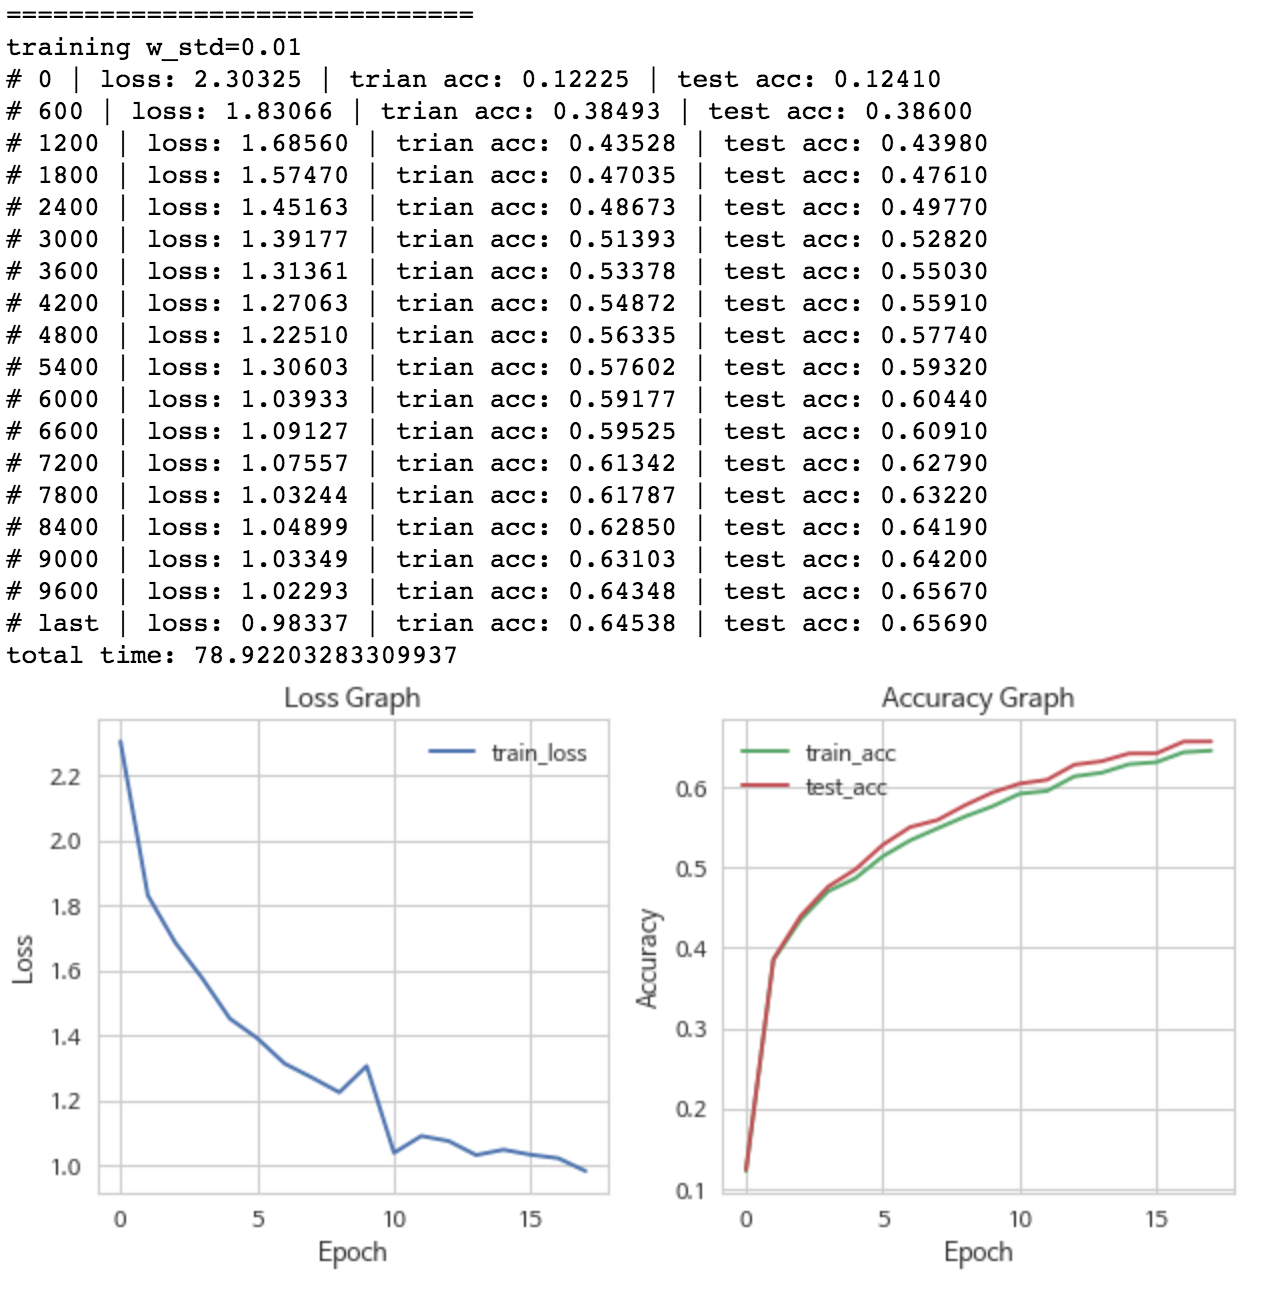 ==============================
training w_std=0.01
# 0 | loss: 2.30325 | trian acc: 0.12225 | test acc: 0.12410
# 600 | loss: 1.83066 | trian acc: 0.38493 | test acc: 0.38600
# 1200 | loss: 1.68560 | trian acc: 0.43528 | test acc: 0.43980
# 1800 | loss: 1.57470 | trian acc: 0.47035 | test acc: 0.47610
# 2400 | loss: 1.45163 | trian acc: 0.48673 | test acc: 0.49770
# 3000 | loss: 1.39177 | trian acc: 0.51393 | test acc: 0.52820
# 3600 | loss: 1.31361 | trian acc: 0.53378 | test acc: 0.55030
# 4200 | loss: 1.27063 | trian acc: 0.54872 | test acc: 0.55910
# 4800 | loss: 1.22510 | trian acc: 0.56335 | test acc: 0.57740
# 5400 | loss: 1.30603 | trian acc: 0.57602 | test acc: 0.59320
# 6000 | loss: 1.03933 | trian acc: 0.59177 | test acc: 0.60440
# 6600 | loss: 1.09127 | trian acc: 0.59525 | test acc: 0.60910
# 7200 | loss: 1.07557 | trian acc: 0.61342 | test acc: 0.62790
# 7800 | loss: 1.03244 | trian acc: 0.61787 | test acc: 0.63220
# 8400 | loss: 1.04899 | trian acc: 0.62850 | test acc: 0.64190
# 9000 | loss: 1.03349 | trian acc: 0.63103 | test acc: 0.64200
# 9600 | loss: 1.02293 | trian acc: 0.64348 | test acc: 0.65670
# last | loss: 0.98337 | trian acc: 0.64538 | test acc: 0.65690
total time: 78.92203283309937
Loss Graph
train_loss
2.2
2.0
1.8
1.6
1.4
1.2
1.0
Loss
0 5 10 15
Epoch
Accuracy Graph
train_acc
test_acc
0.6
0.5
0.4
0.3
0.2
0.1
Accuracy
0 5 10 15
Epoch